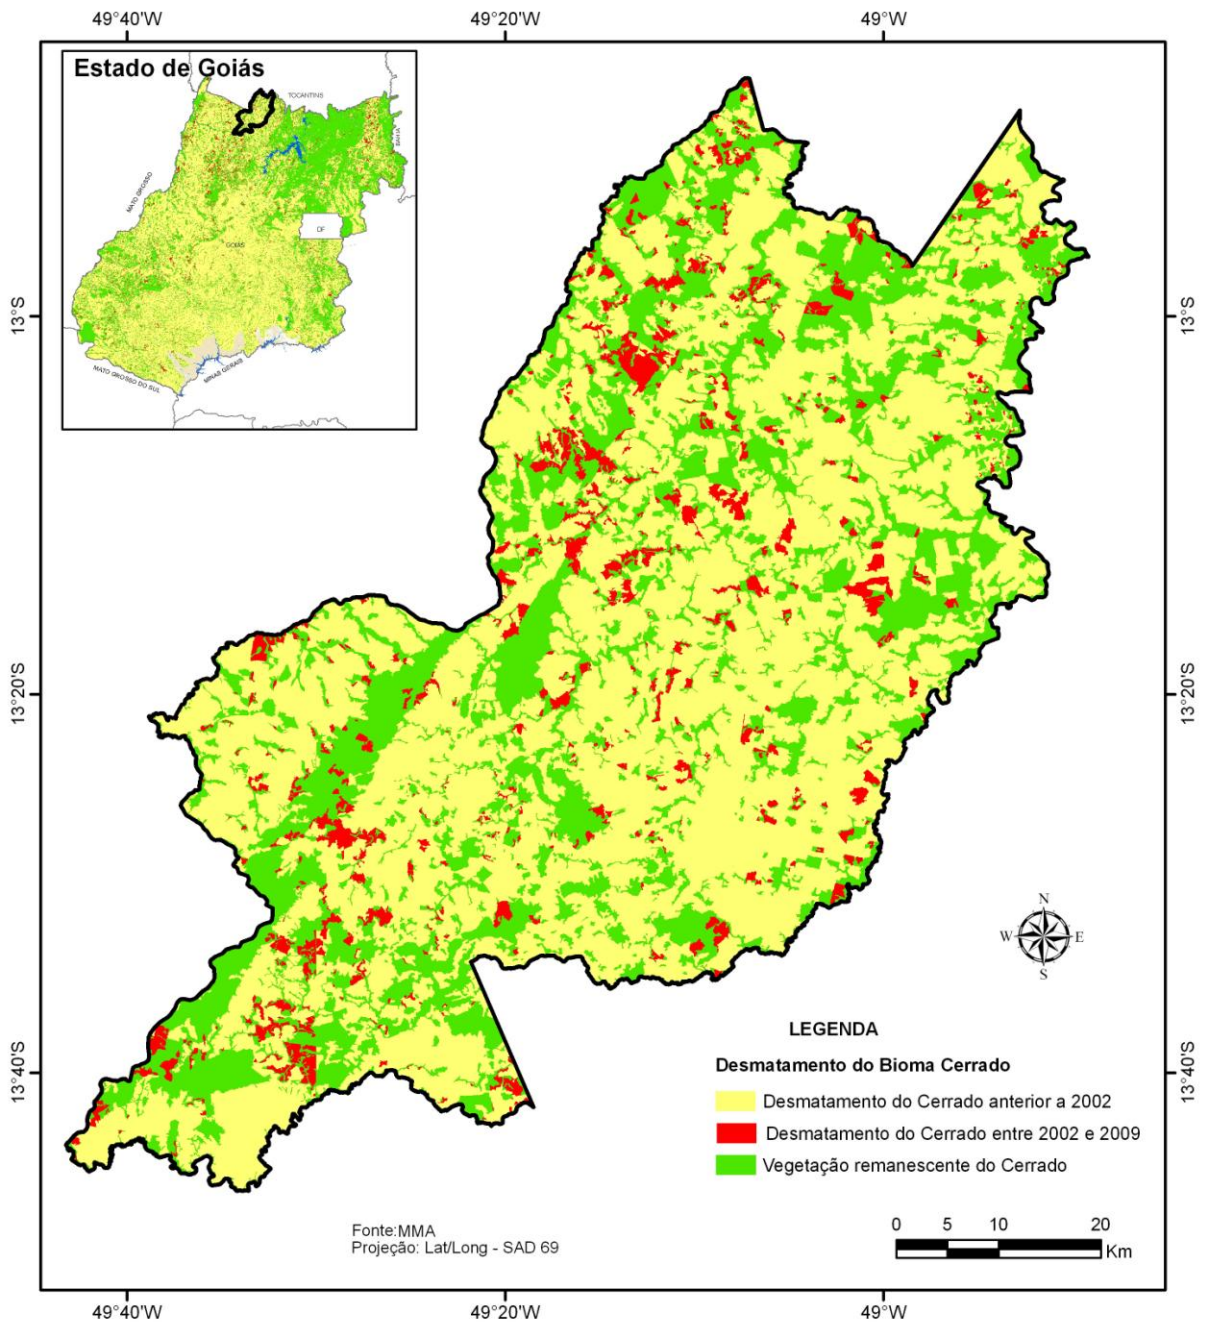 49°40'W
49°20'W
49°W
Estado de Goiás
TOCANTINS
BAHIA
MATO GROSSO
DF
GOIÁS
MATO GROSSO DO SUL
MINAS GERAIS
13°S
13°S
13°20'S
13°20'S
N
W
E
S
LEGENDA
Desmatamento do Bioma Cerrado
13°40'S
13°40'S
Desmatamento do Cerrado anterior a 2002
Desmatamento do Cerrado entre 2002 e 2009
Vegetação remanescente do Cerrado
Fonte:MMA
Projeção: Lat/Long - SAD 69
0 5 10 20
Km
49°40'W
49°20'W
49°W